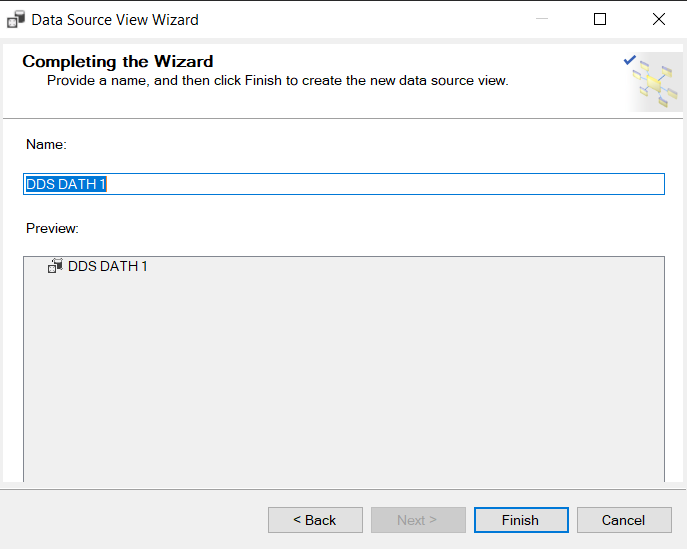 Data Source View Wizard
Completing the Wizard
Provide a name, and then click Finish to create the new data source view.
Name:
DDS DATH 1
Preview:
DDS DATH 1
< Back
Next >
Finish
Cancel